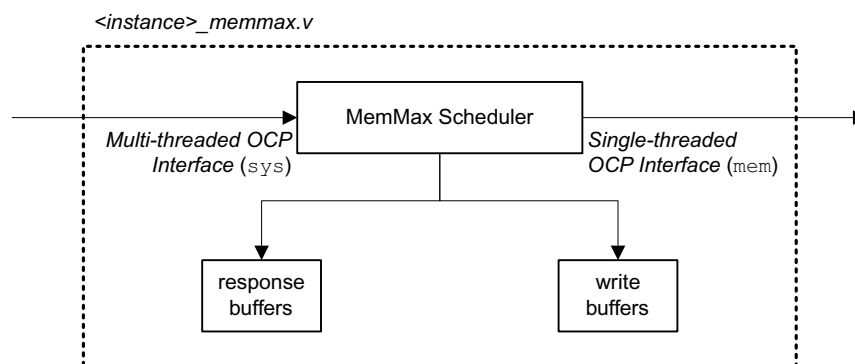 <instance>_memmax.v
MemMax Scheduler
Multi-threaded OCP
Interface (sys)
Single-threaded
OCP Interface (mem)
response
buffers
write
buffers